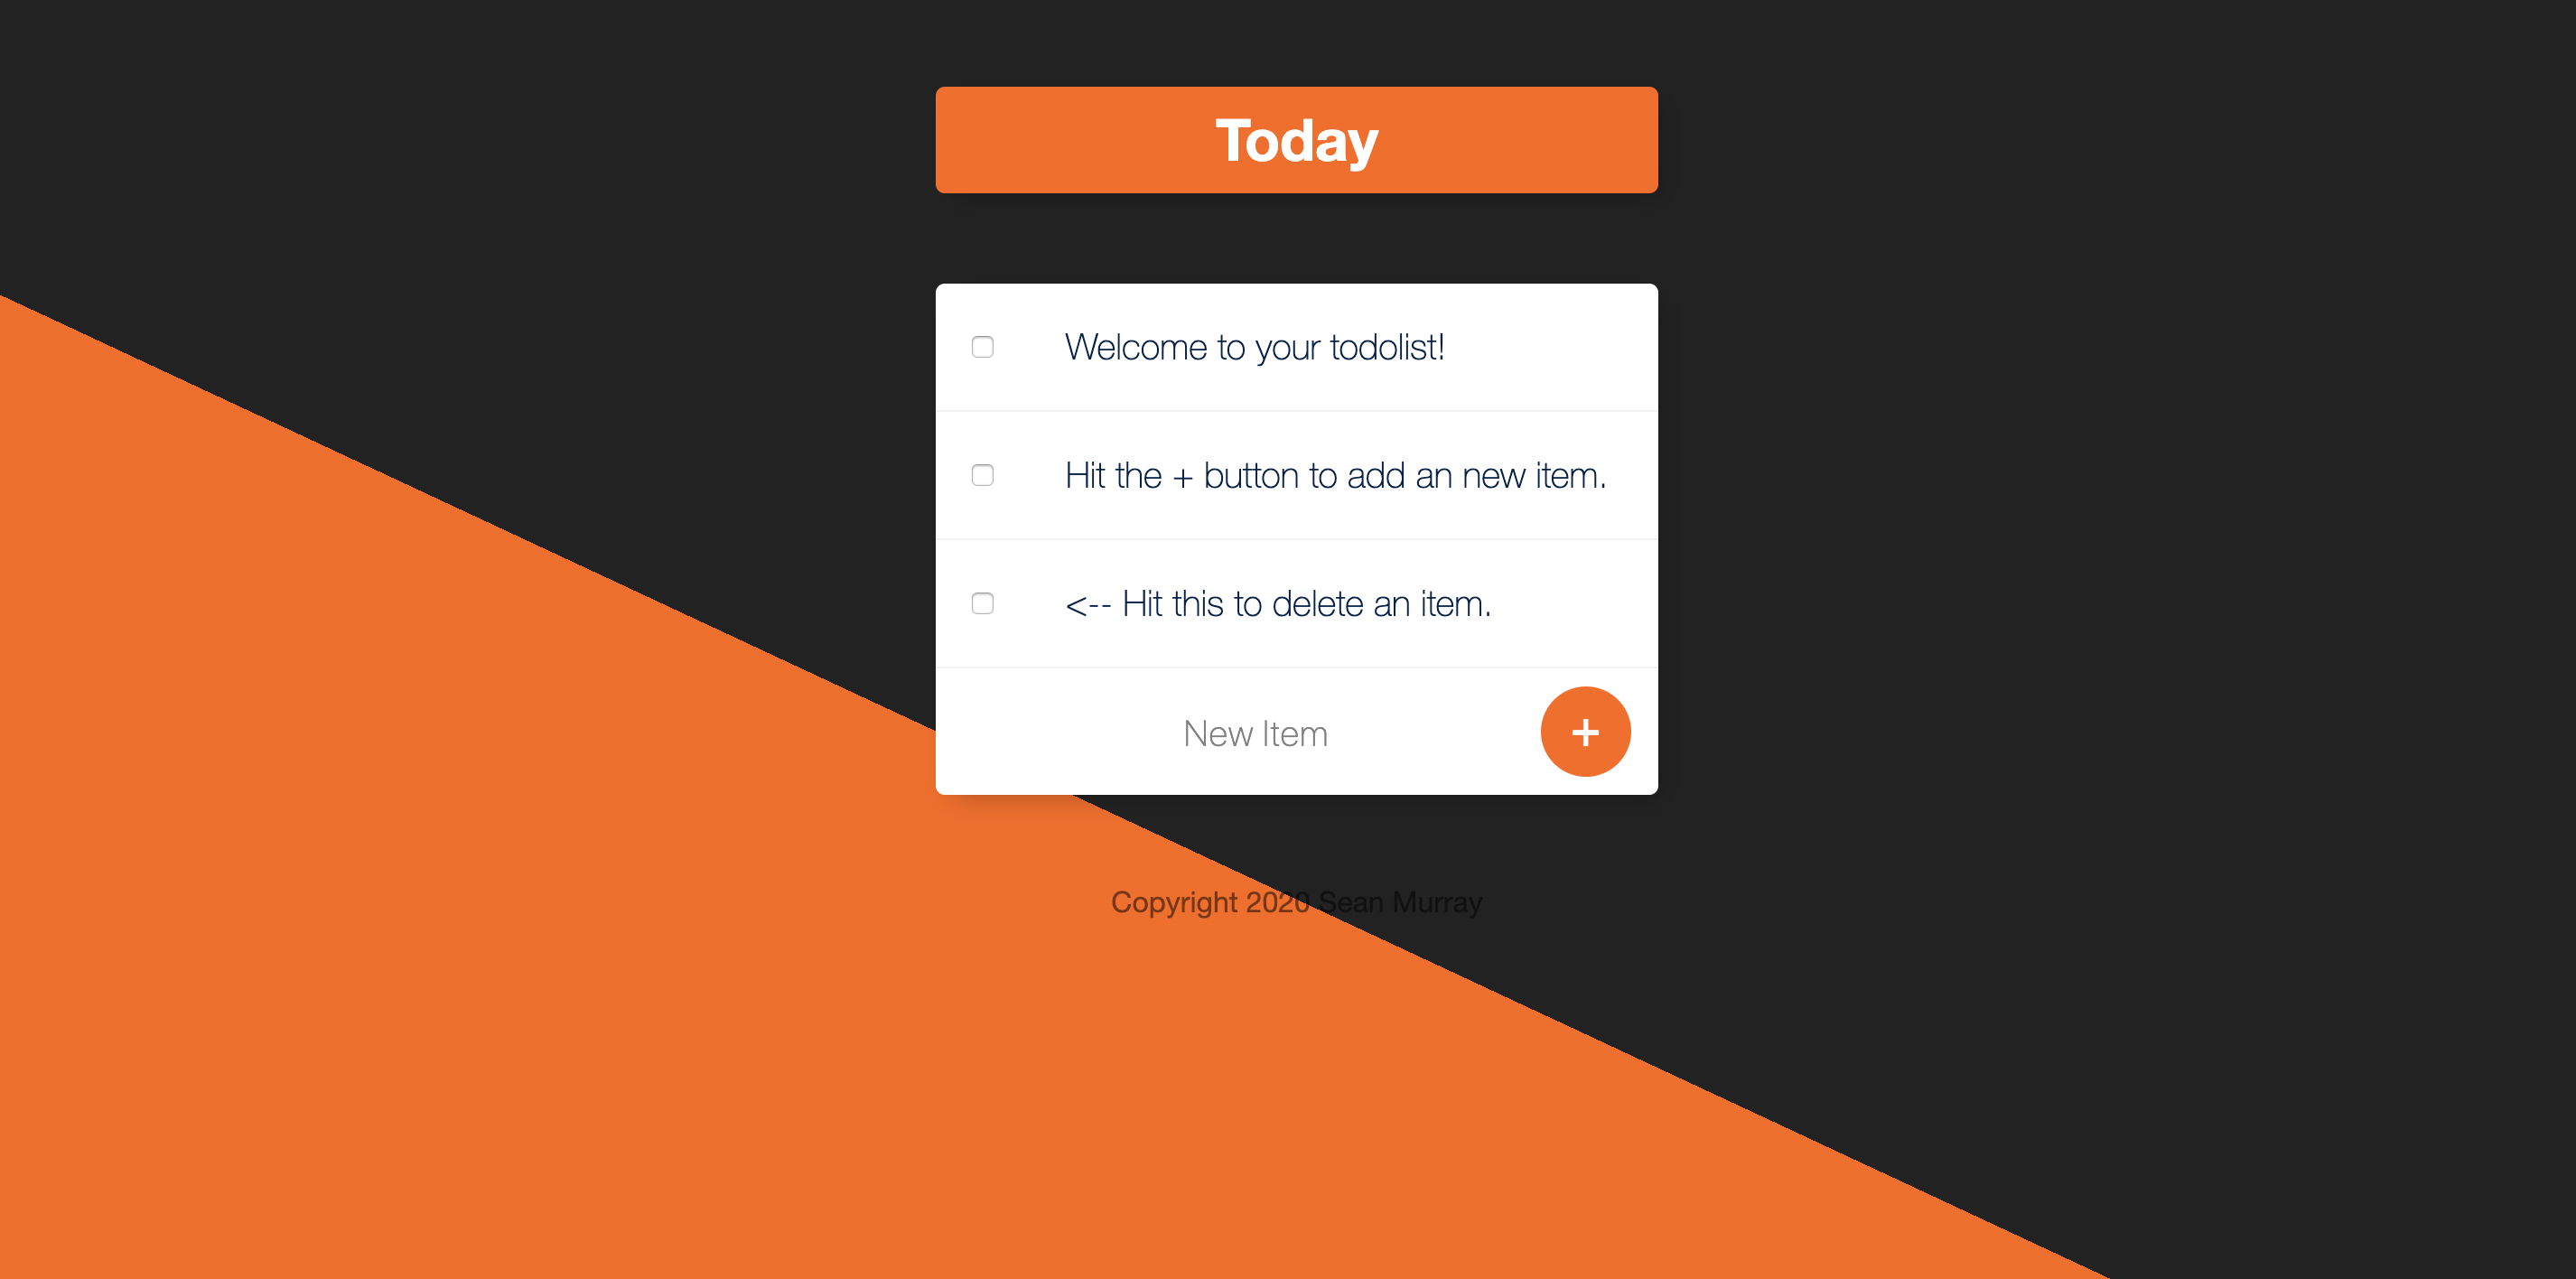 Today
Welcome to your todolist!
Hit the + button to add an new item.
<-- Hit this to delete an item.
New Item
+
Copyright 2020 Sean Murray